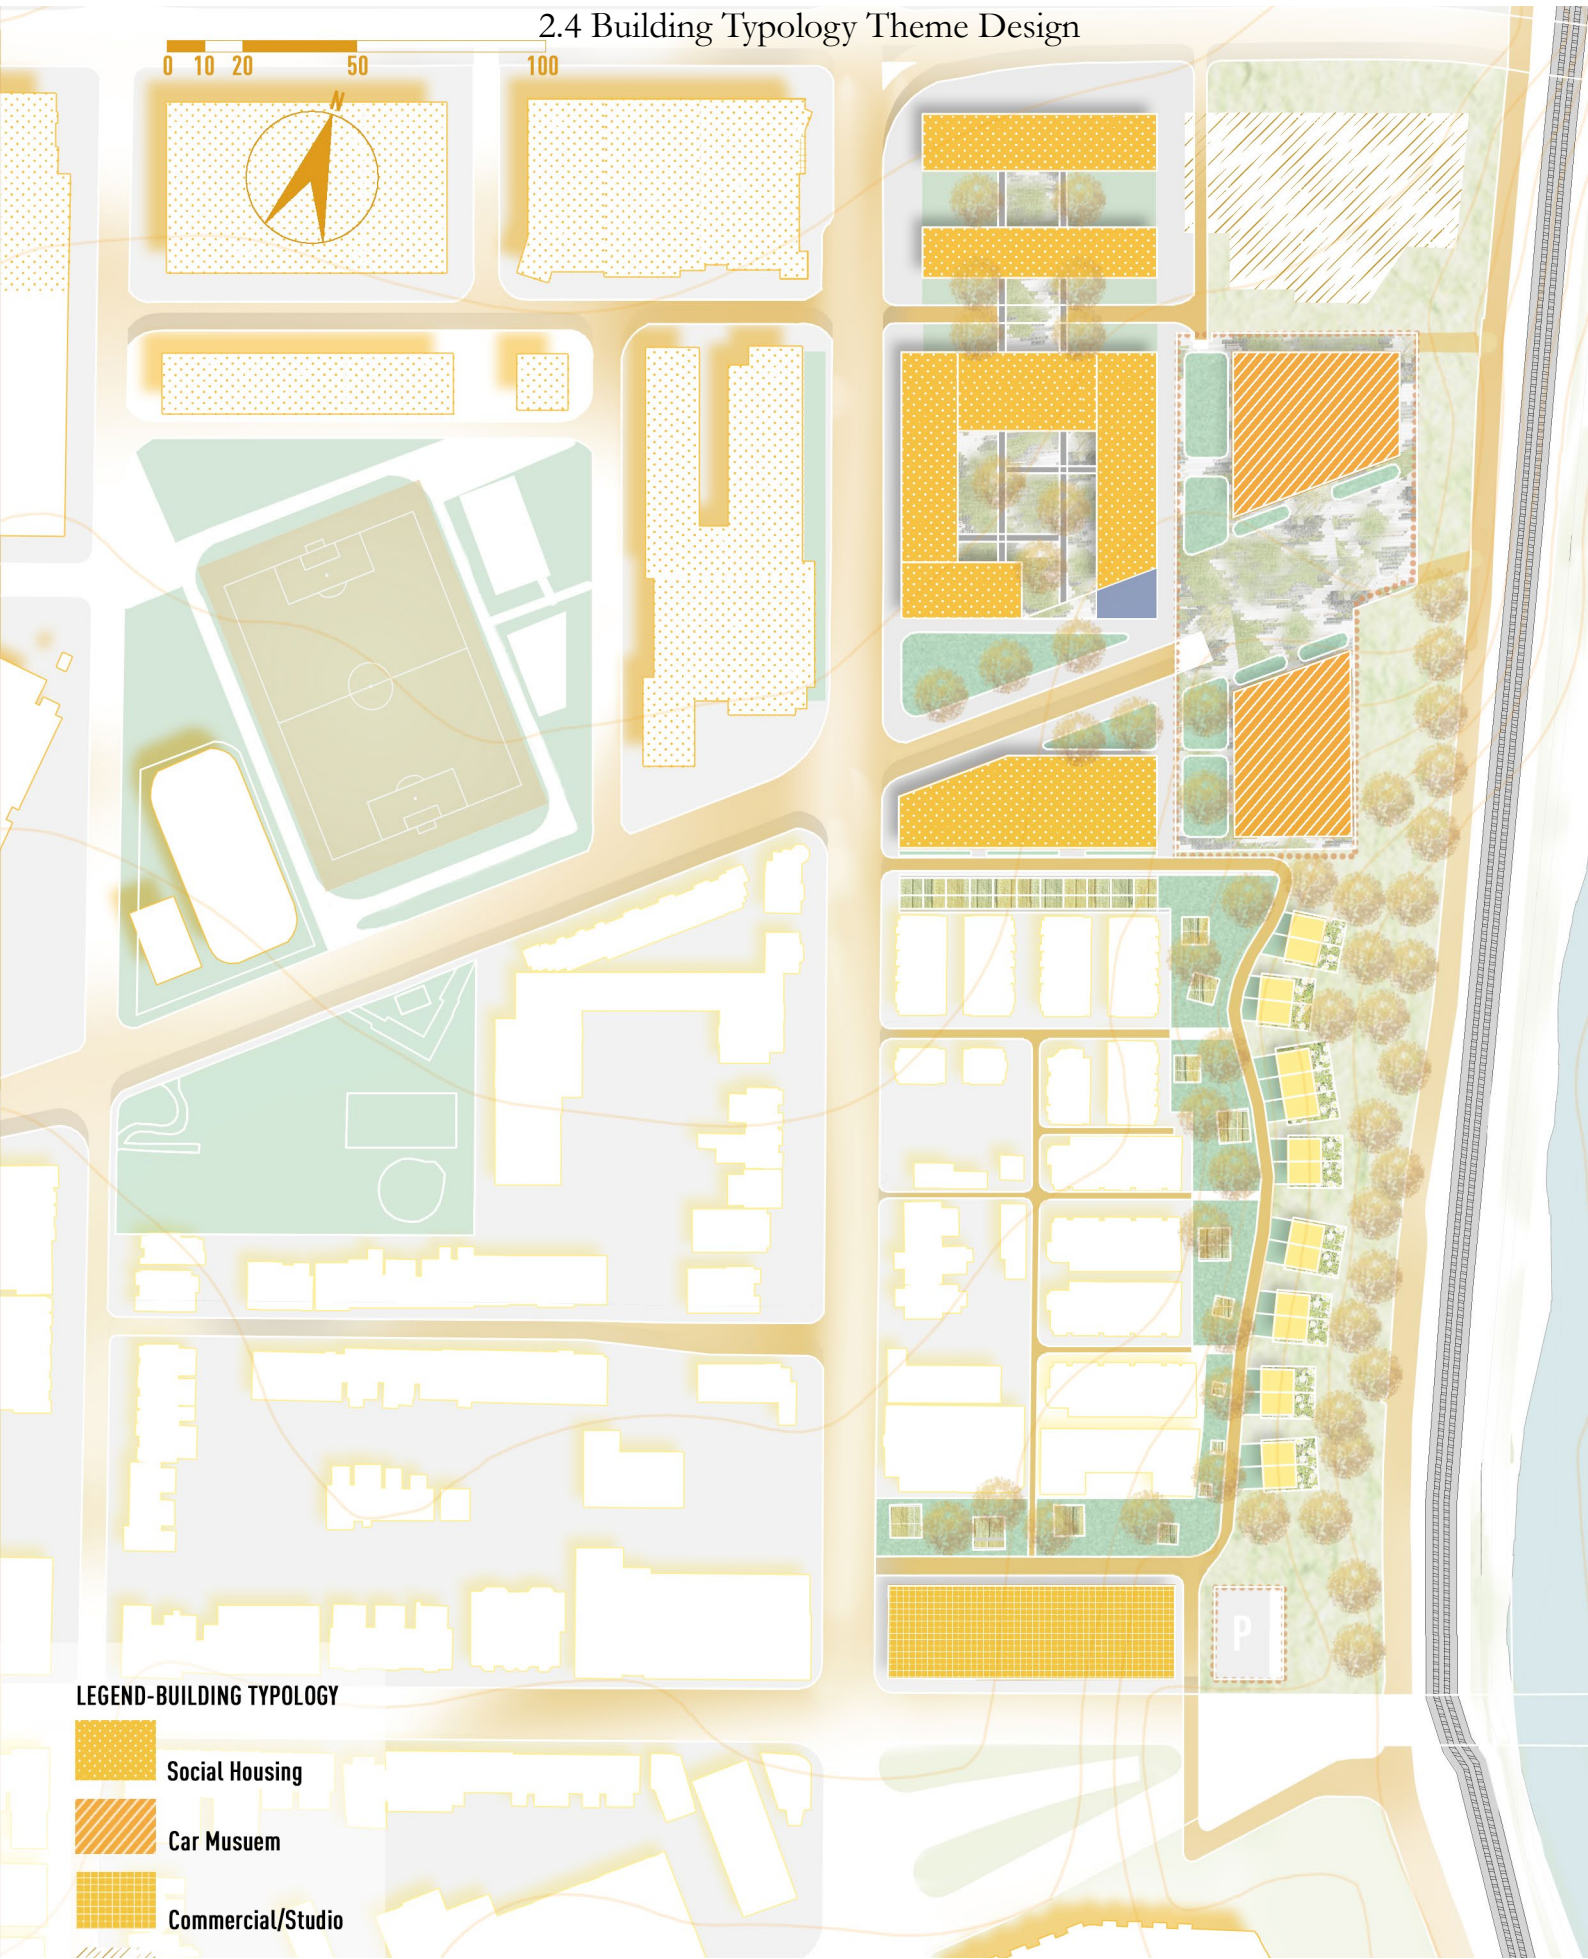 2.4 Building Typology Theme Design
0 10 20 50 100
N
P
LEGEND-BUILDING TYPOLOGY
Social Housing
Car Musuem
Commercial/Studio